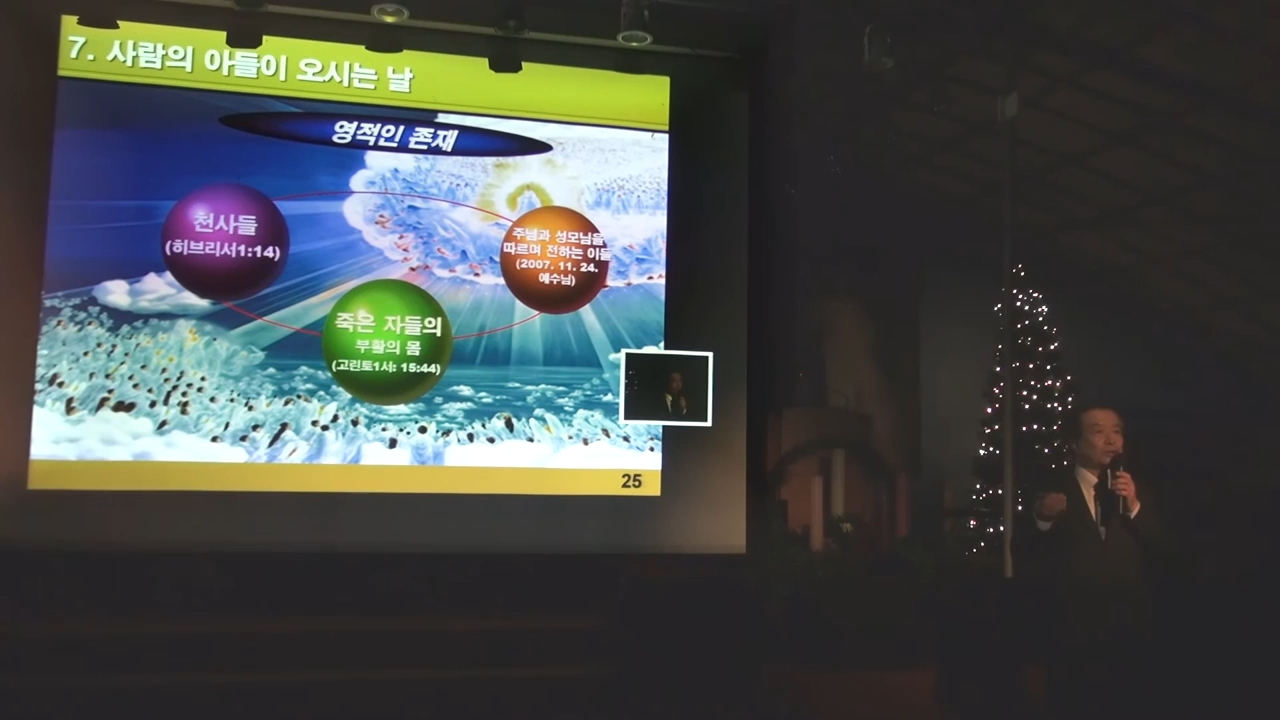 7. 사람의 아들이 오시는 날
영적인 존재
천사들
(히브리서1:14)
주님과 성모님을
따르며 전하는 이들
(2007. 11. 24.
예수님)
죽은 자들의
부활의 몸
(고린토1서: 15:44)
25